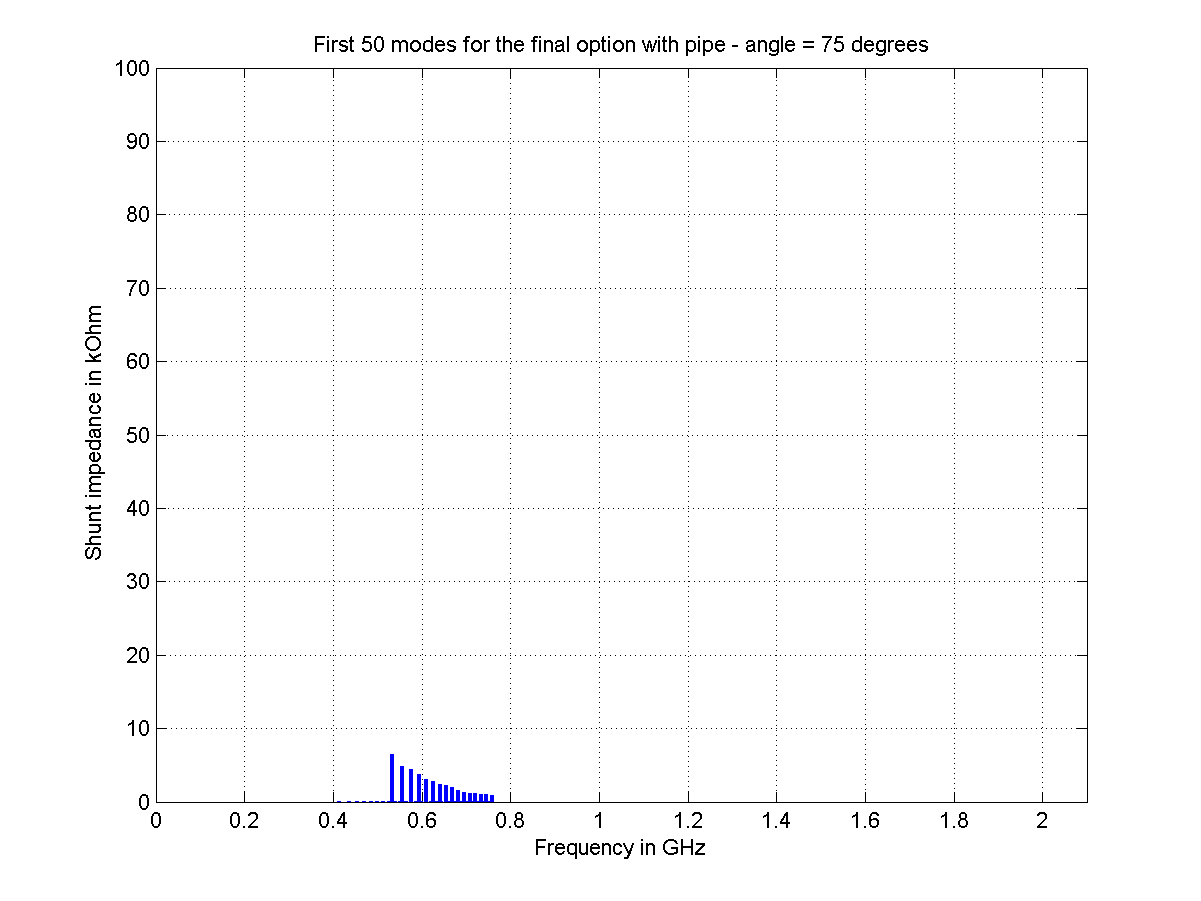 First 50 modes for the final option with pipe - angle = 75 degrees
100
90
80
70
60
50
40
30
20
10
0
Shunt impedance in kOhm
0 0.2 0.4 0.6 0.8 1 1.2 1.4 1.6 1.8 2
Frequency in GHz